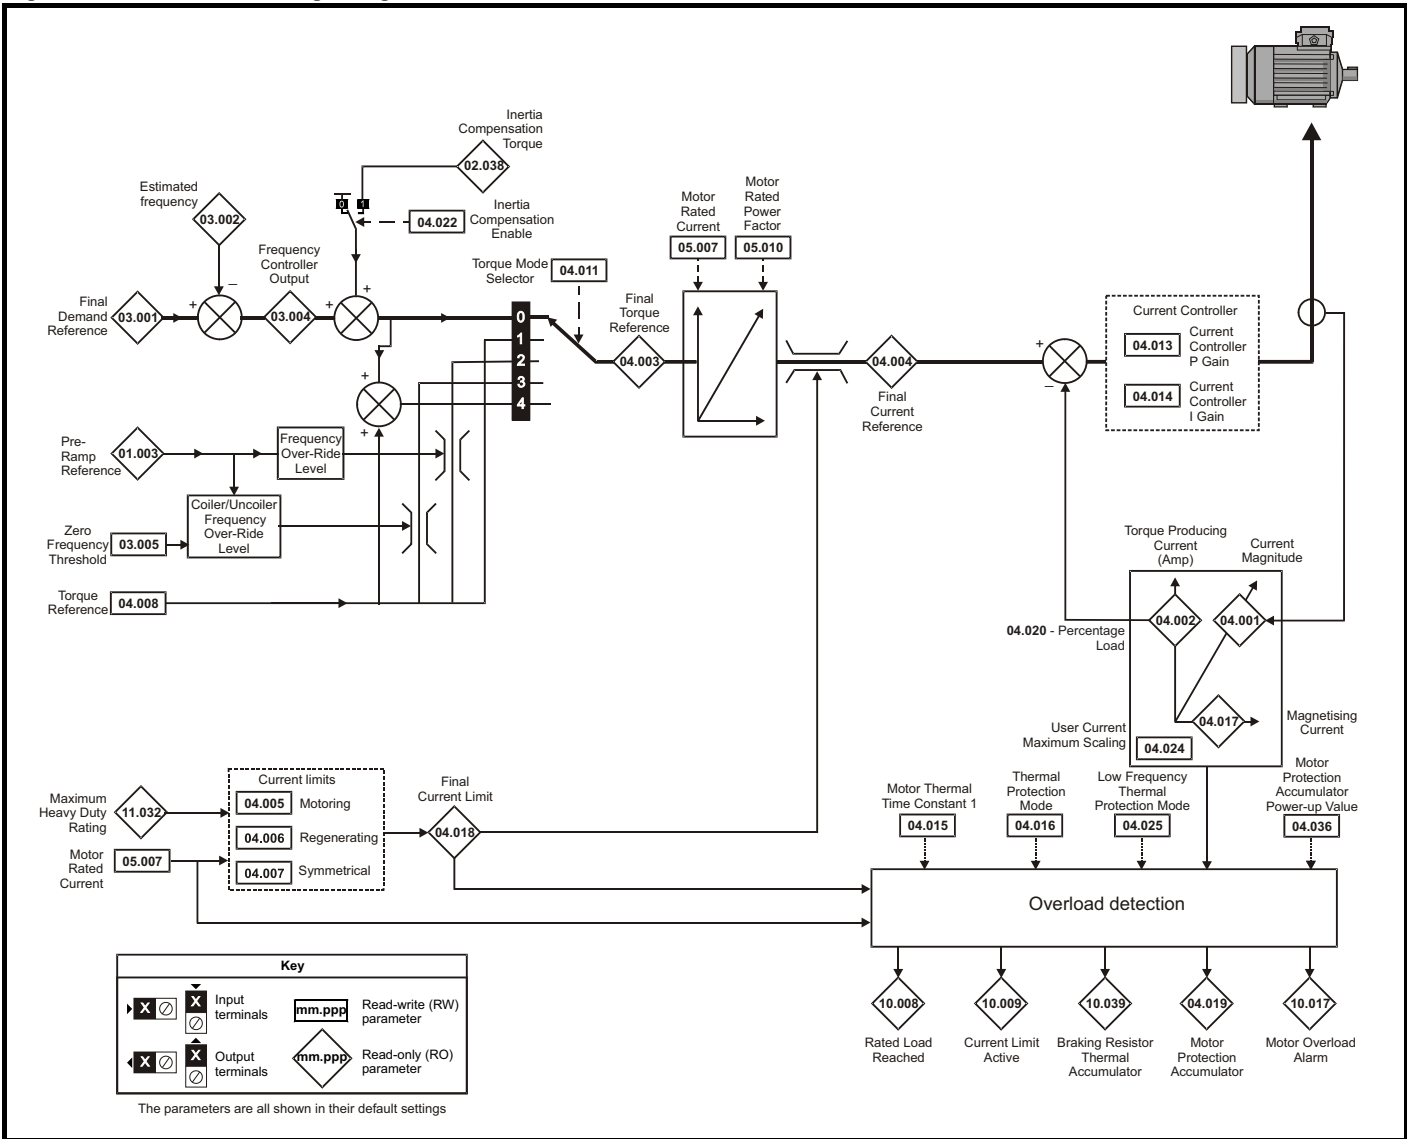 Inertia
Compensation
Torque
02.038
Estimated
frequency
03.002
0 1
04.022
Inertia
Compensation
Enable
Motor
Rated
Current
05.007
Motor
Rated
Power
Factor
05.010
Frequency
Controller
Output
03.004
Torque Mode
Selector
04.011
Final
Demand
Reference
03.001
+
−
+
+
0
1
2
3
4
Final
Torque
Reference
04.003
04.004
Final
Current
Reference
+
−
Current Controller
04.013
Current
Controller
P Gain
04.014
Current
Controller
I Gain
+
+
Pre-
Ramp
Reference
01.003
Frequency
Over-Ride
Level
Coiler/Uncoiler
Frequency
Over-Ride
Level
Zero
Frequency
Threshold
03.005
Torque
Reference
04.008
Torque Producing
Current
(Amp)
Current
Magnitude
04.002
04.001
04.020 - Percentage
Load
04.017
Magnetising
Current
User Current
Maximum Scaling
04.024
Maximum
Heavy Duty
Rating
11.032
Motor
Rated
Current
05.007
Current limits
04.005 Motoring
04.006 Regenerating
04.007 Symmetrical
Final
Current Limit
04.018
Motor Thermal
Time Constant 1
04.015
Thermal
Protection
Mode
04.016
Low Frequency
Thermal
Protection Mode
04.025
Motor
Protection
Accumulator
Power-up Value
04.036
Overload detection
10.008
Rated Load
Reached
10.009
Current Limit
Active
10.039
Braking Resistor
Thermal
Accumulator
04.019
Motor
Protection
Accumulator
10.017
Motor Overload
Alarm
Key
X
X
Input
terminals
mm.ppp
Read-write (RW)
parameter
X
X
Output
terminals
mm.ppp
Read-only (RO)
parameter
The parameters are all shown in their default settings